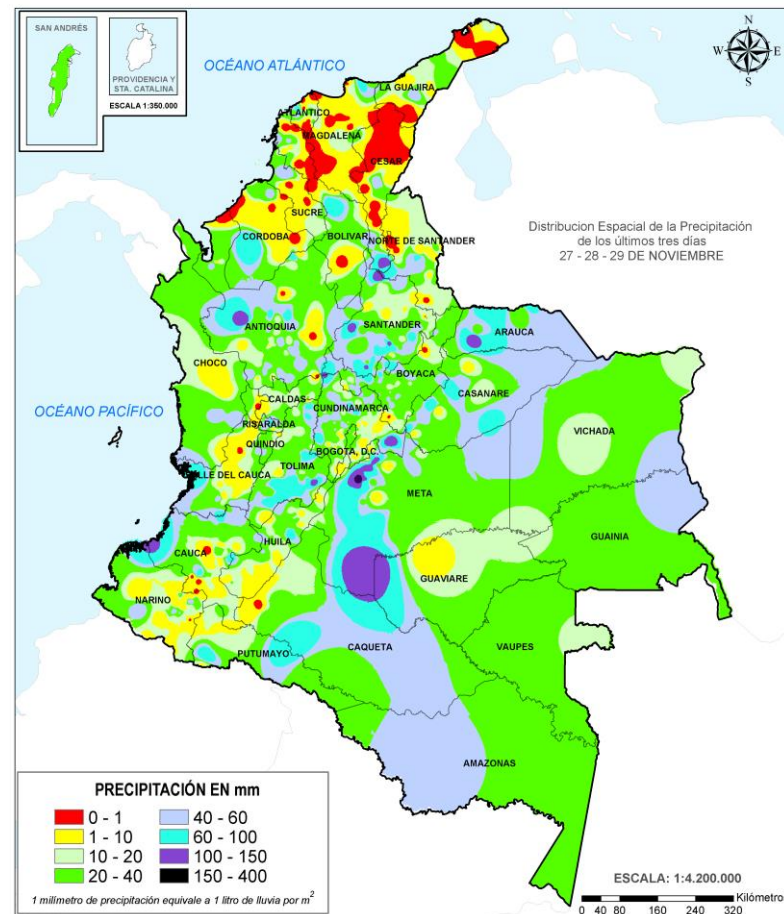 SAN ANDRÉS
PROVIDENCIA Y
STA. CATALINA
ESCALA 1:350.000
OCÉANO ATLÁNTICO
N
W
E
S
LA GUAJIRA
ATLÁNTICO
MAGDALENA
CESAR
SUCRE
CORDOBA
BOLIVAR
NORTE DE SANTANDER
Distribucion Espacial de la Precipitación
de los últimos tres días
27 - 28 - 29 DE NOVIEMBRE
ANTIOQUIA
SANTANDER
ARAUCA
CHOCO
BOYACA
CASANARE
OCÉANO PACÍFICO
CALDAS
CUNDINAMARCA
RISARALDA
VICHADA
QUINDIO
BOGOTA, D.C.
TOLIMA
VALLE DEL CAUCA
META
GUAINIA
HUILA
CAUCA
GUAVIARE
NARINO
CAQUETA
VAUPES
PUTUMAYO
AMAZONAS
PRECIPITACIÓN EN mm
0 - 1
40 - 60
1 - 10
60 - 100
10 - 20
100 - 150
20 - 40
150 - 400
1 milímetro de precipitación equivale a 1 litro de lluvia por m²
ESCALA: 1:4.200.000
Kilómetro
0 40 80 160 240 320